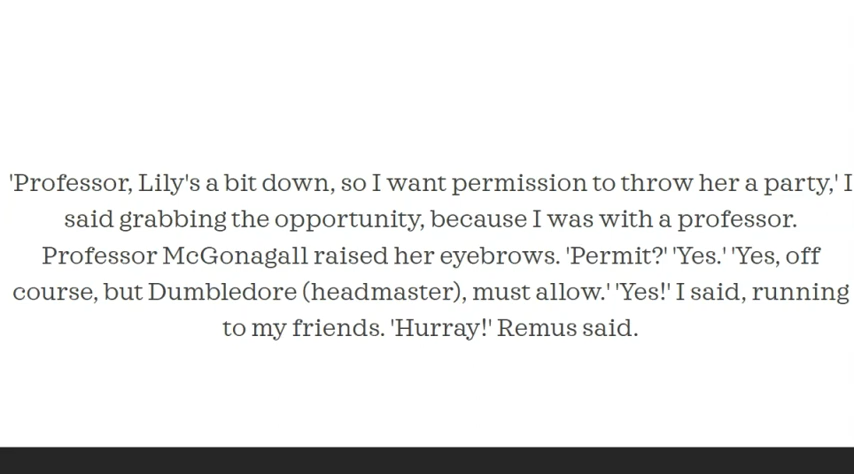 'Professor, Lily's a bit down, so I want permission to throw her a party,' I
said grabbing the opportunity, because I was with a professor.
Professor McGonagall raised her eyebrows. 'Permit?' 'Yes.' 'Yes, off
course, but Dumbledore (headmaster), must allow.' 'Yes!' I said, running
to my friends. 'Hurray!' Remus said.